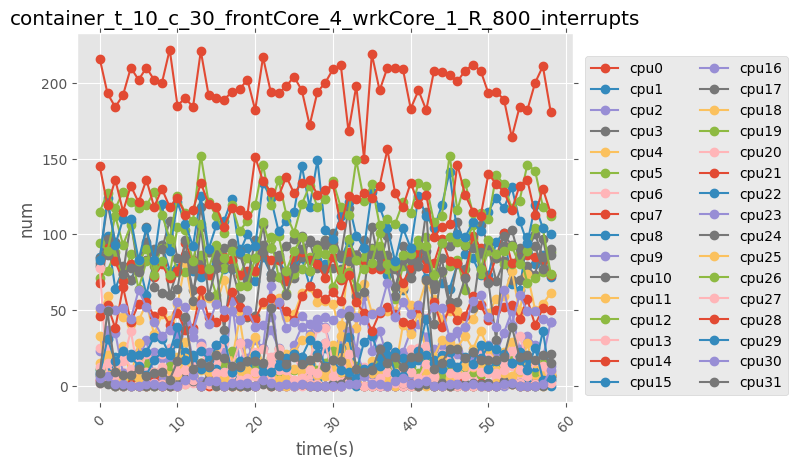 container_t_10_c_30_frontCore_4_wrkCore_1_R_800_interrupts
num
200
150
100
50
0
0
10
20
30
40
50
60
time(s)
cpu0
cpu1
cpu2
cpu3
cpu4
cpu5
cpu6
cpu7
cpu8
cpu9
cpu10
cpu11
cpu12
cpu13
cpu14
cpu15
cpu16
cpu17
cpu18
cpu19
cpu20
cpu21
cpu22
cpu23
cpu24
cpu25
cpu26
cpu27
cpu28
cpu29
cpu30
cpu31